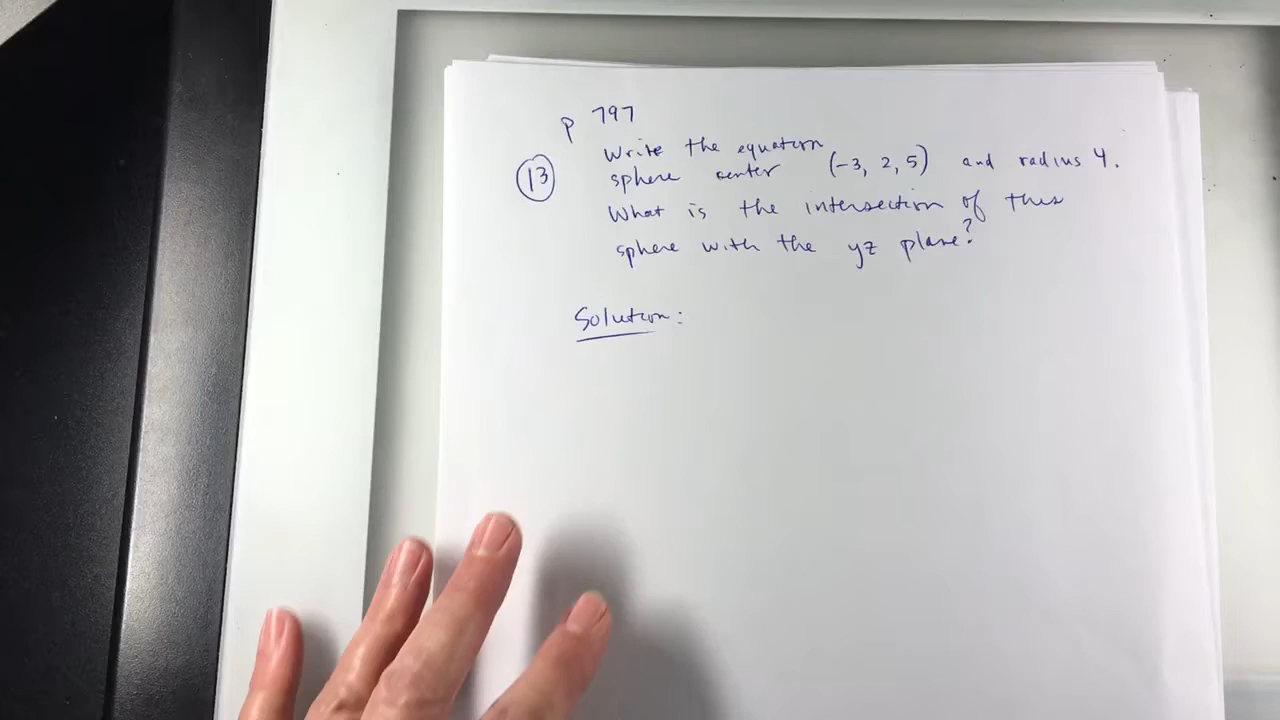 p 797
Write the equation
(13) sphere center (-3, 2, 5) and radius 4.
What is the intersection of this
sphere with the yz plane?
Solution: